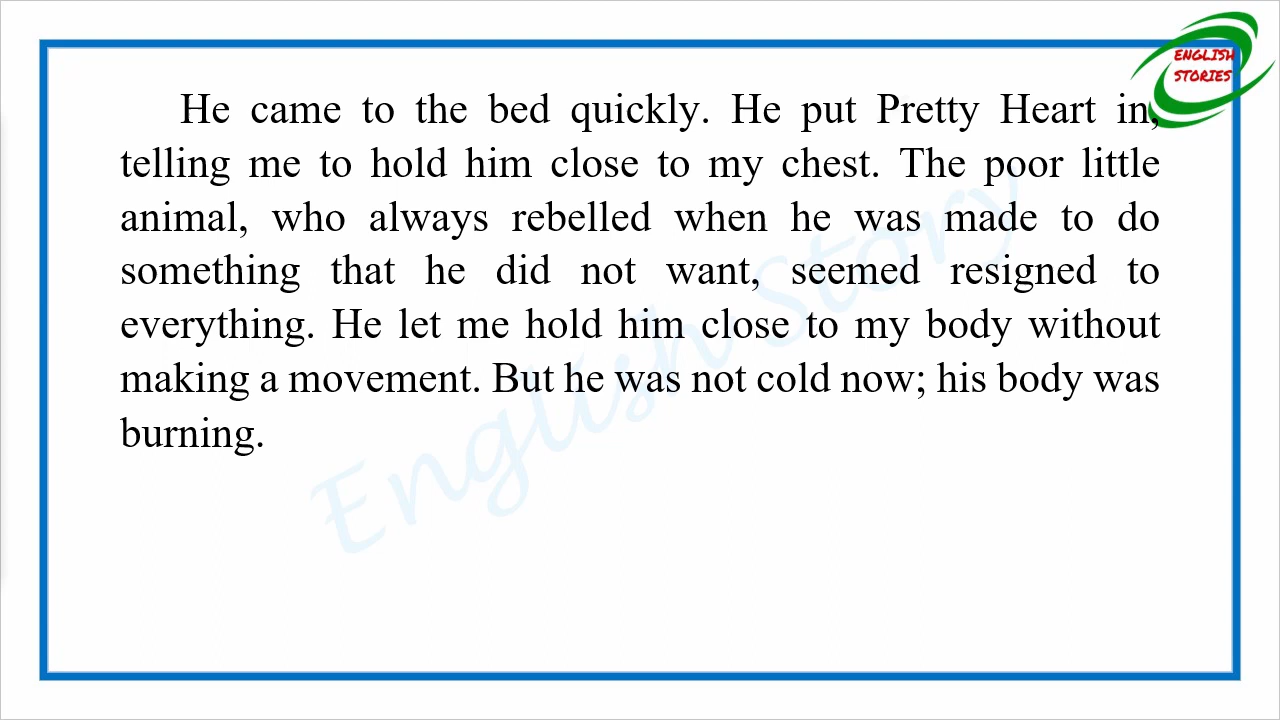 ENGLISH
STORIES
He came to the bed quickly. He put Pretty Heart in,
telling me to hold him close to my chest. The poor little
animal, who always rebelled when he was made to do
something that he did not want, seemed resigned to
everything. He let me hold him close to my body without
making a movement. But he was not cold now; his body was
burning.
English Story